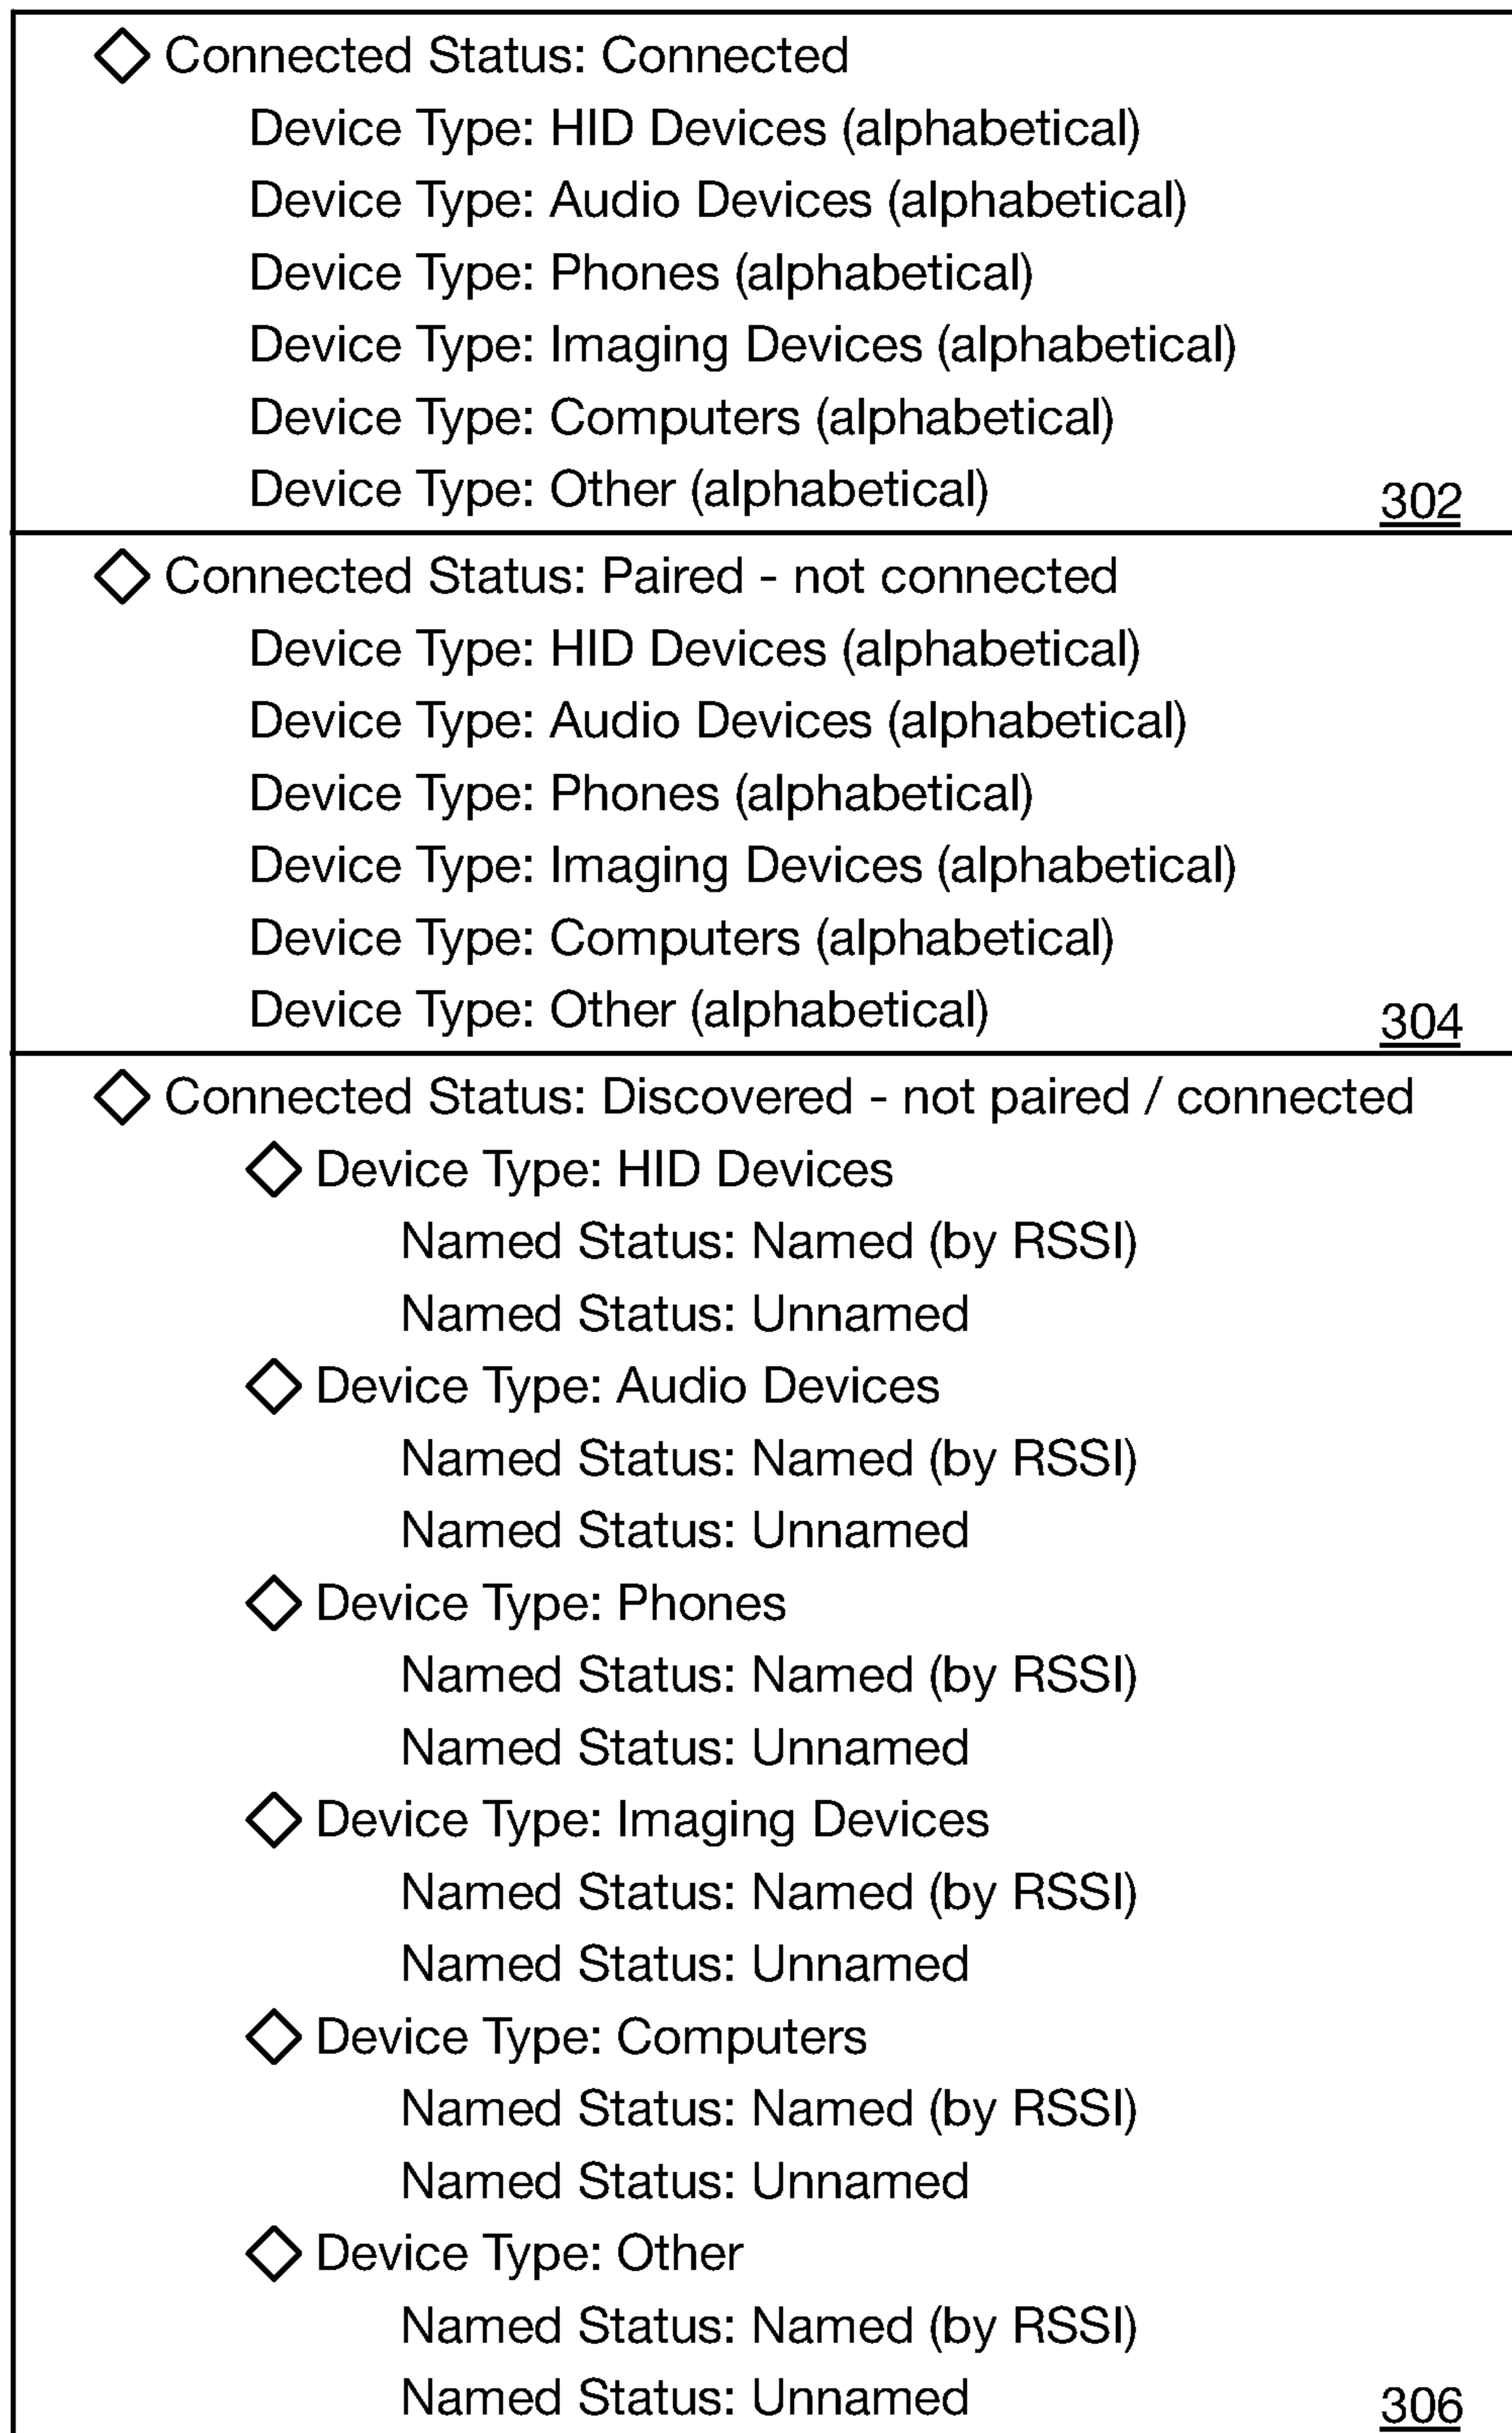 Connected Status: Connected
Device Type: HID Devices (alphabetical)
Device Type: Audio Devices (alphabetical)
Device Type: Phones (alphabetical)
Device Type: Imaging Devices (alphabetical)
Device Type: Computers (alphabetical)
Device Type: Other (alphabetical)
302
Connected Status: Paired - not connected
Device Type: HID Devices (alphabetical)
Device Type: Audio Devices (alphabetical)
Device Type: Phones (alphabetical)
Device Type: Imaging Devices (alphabetical)
Device Type: Computers (alphabetical)
Device Type: Other (alphabetical)
304
Connected Status: Discovered - not paired / connected
Device Type: HID Devices
Named Status: Named (by RSSI)
Named Status: Unnamed
Device Type: Audio Devices
Named Status: Named (by RSSI)
Named Status: Unnamed
Device Type: Phones
Named Status: Named (by RSSI)
Named Status: Unnamed
Device Type: Imaging Devices
Named Status: Named (by RSSI)
Named Status: Unnamed
Device Type: Computers
Named Status: Named (by RSSI)
Named Status: Unnamed
Device Type: Other
Named Status: Named (by RSSI)
Named Status: Unnamed
306